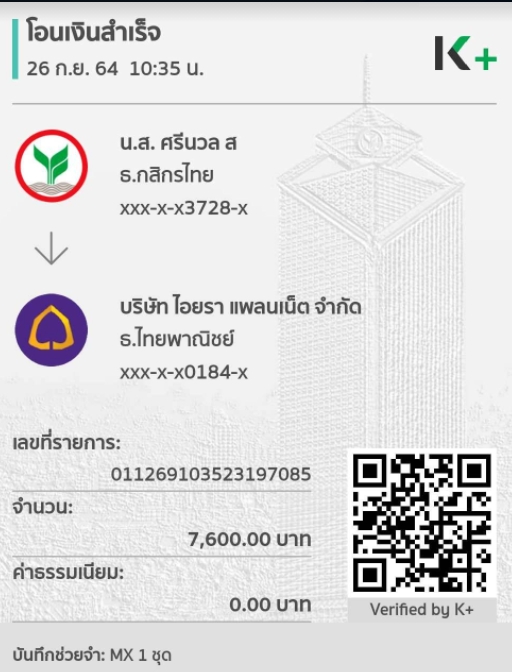 โอนเงินสำเร็จ
26 ก.ย. 64 10:35 น.
K+
น.ส. ศรีนวล ส
ธ.กสิกรไทย
xxx-x-x3728-x
บริษัท ไอยรา แพลนเน็ต จำกัด
ธ.ไทยพาณิชย์
xxx-x-x0184-x
เลขที่รายการ:
011269103523197085
จำนวน:
7,600.00 บาท
ค่าธรรมเนียม:
0.00 บาท
Verified by K+
บันทึกช่วยจำ: MX 1 ชุด